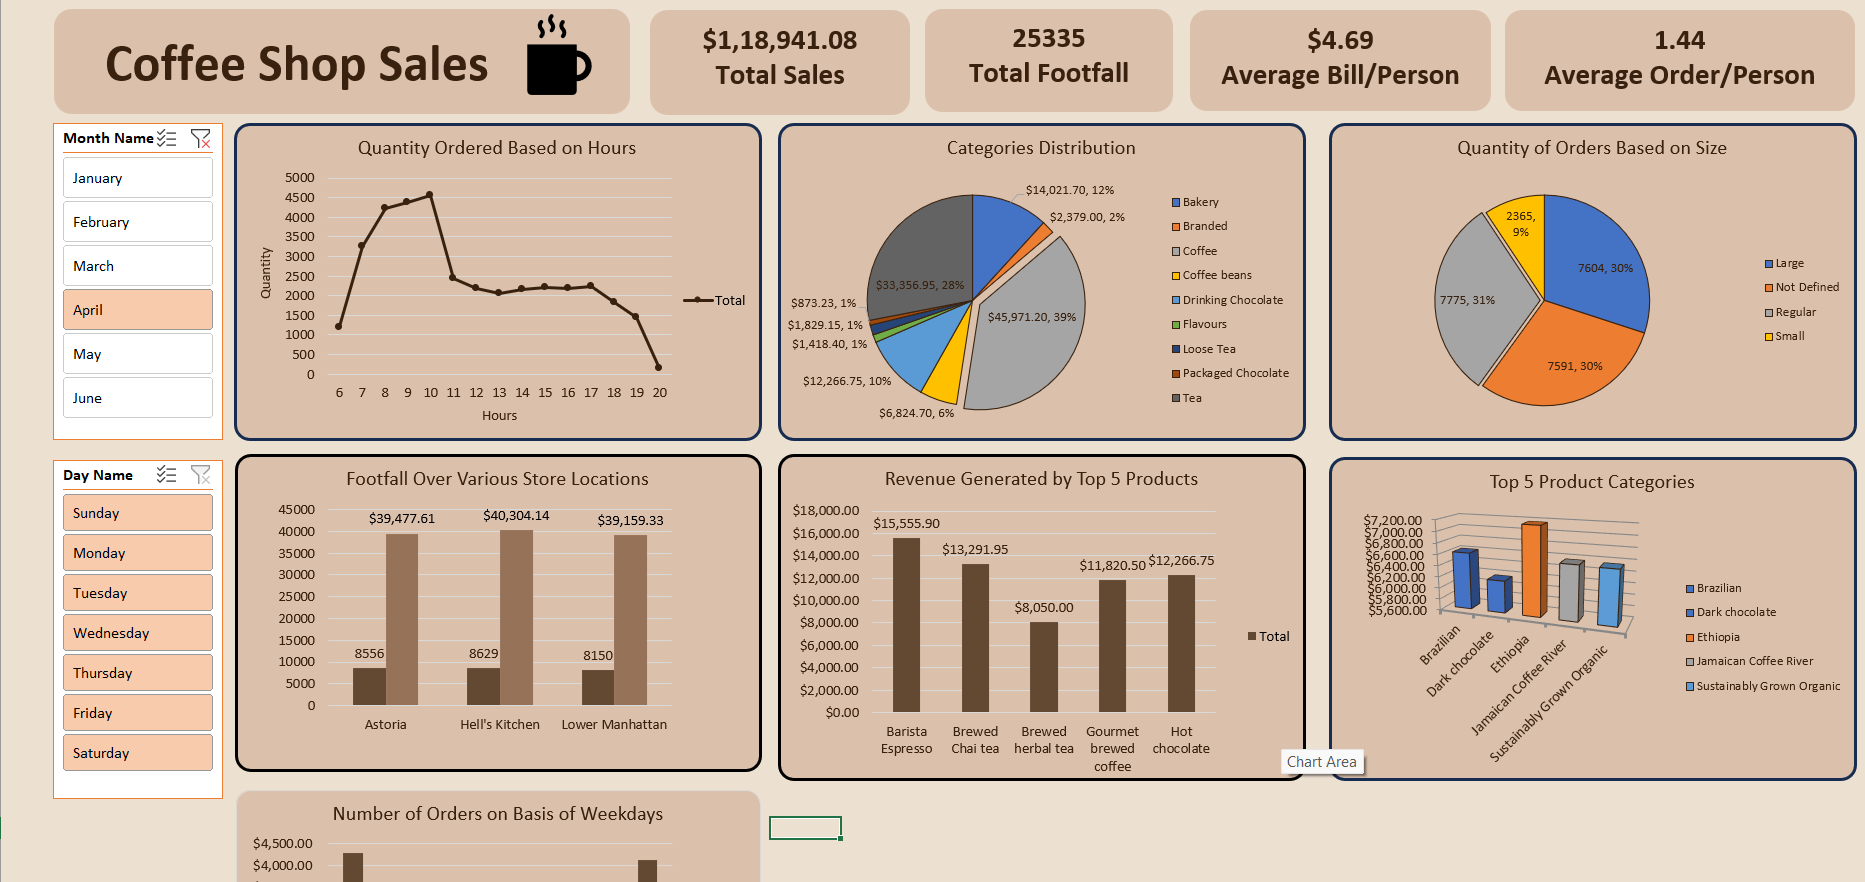 Coffee Shop Sales
$1,18,941.08
Total Sales
25335
Total Footfall
$4.69
Average Bill/Person
1.44
Average Order/Person
Month Name
January
February
March
April
May
June
Quantity Ordered Based on Hours
5000
4500
4000
3500
3000
2500
2000
1500
1000
500
0
Quantity
6 7 8 9 10 11 12 13 14 15 16 17 18 19 20
Hours
Total
Categories Distribution
$14,021.70, 12%
$2,379.00, 2%
$45,971.20, 39%
$6,824.70, 6%
$12,266.75, 10%
$1,418.40, 1%
$1,829.15, 1%
$873.23, 1%
$33,356.95, 28%
Bakery
Branded
Coffee
Coffee beans
Drinking Chocolate
Flavours
Loose Tea
Packaged Chocolate
Tea
Quantity of Orders Based on Size
2365,
9%
7604, 30%
7775, 31%
7591, 30%
Large
Not Defined
Regular
Small
Day Name
Sunday
Monday
Tuesday
Wednesday
Thursday
Friday
Saturday
Footfall Over Various Store Locations
45000
40000
35000
30000
25000
20000
15000
10000
5000
0
$39,477.61
$40,304.14
$39,159.33
8556
8629
8150
Astoria
Hell's Kitchen
Lower Manhattan
Revenue Generated by Top 5 Products
$18,000.00
$16,000.00
$14,000.00
$12,000.00
$10,000.00
$8,000.00
$6,000.00
$4,000.00
$2,000.00
$0.00
$15,555.90
$13,291.95
$8,050.00
$11,820.50
$12,266.75
Barista
Espresso
Brewed
Chai tea
Brewed
herbal tea
Gourmet
brewed
coffee
Hot
chocolate
Total
Top 5 Product Categories
$7,200.00
$7,000.00
$6,800.00
$6,600.00
$6,400.00
$6,200.00
$6,000.00
$5,800.00
$5,600.00
Brazilian
Dark chocolate
Ethiopia
Jamaican Coffee River
Sustainably Grown Organic
Brazilian
Dark chocolate
Ethiopia
Jamaican Coffee River
Sustainably Grown Organic
Chart Area
Number of Orders on Basis of Weekdays
$4,500.00
$4,000.00